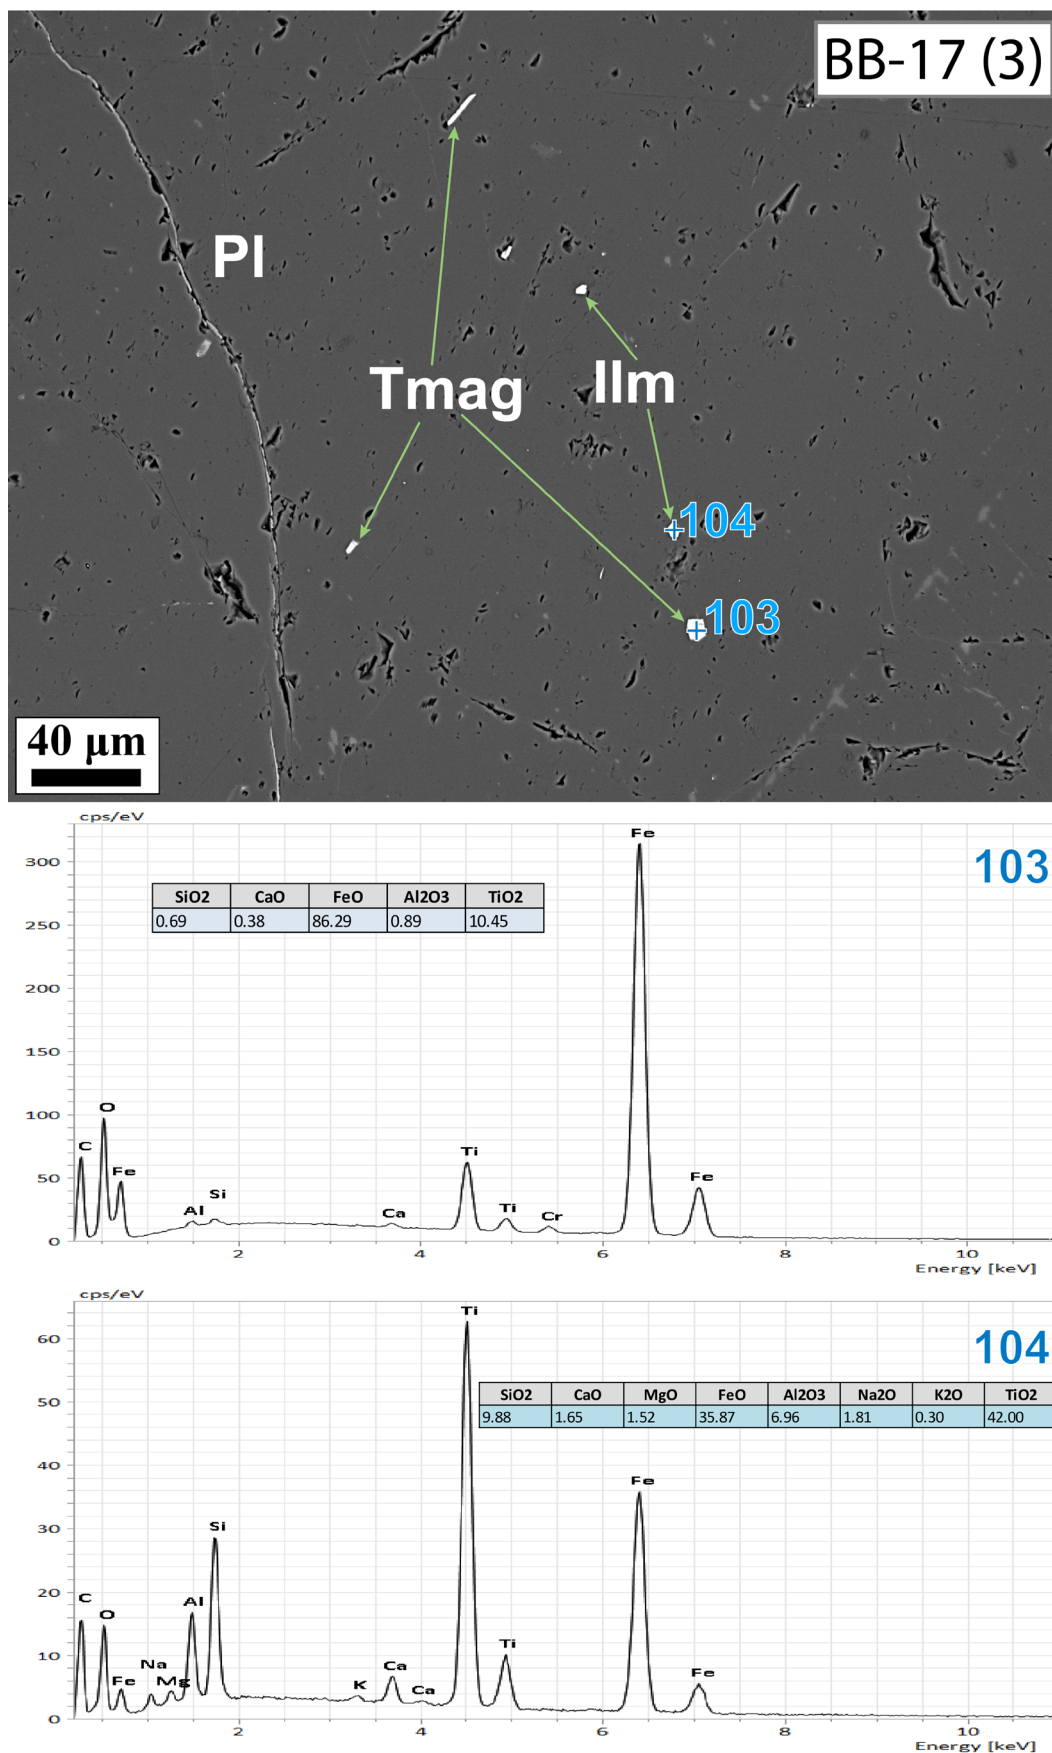 BB-17 (3)
Pl
Tmag
Ilm
104
103
40 μm
cps/eV
103
Fe
300
250
200
150
100
50
0
SiO2 CaO FeO Al2O3 TiO2
0.69 0.38 86.29 0.89 10.45
C
O
Fe
Al
Si
Ca
Ti
Ti
Cr
Fe
2 4 6 8 10
Energy [keV]
cps/eV
104
Ti
60
50
40
30
20
10
0
SiO2 CaO MgO FeO Al2O3 Na2O K2O TiO2
9.88 1.65 1.52 35.87 6.96 1.81 0.30 42.00
C
O
Fe
Na
Mg
Al
Si
K
Ca
Ca
Ti
Fe
Fe
2 4 6 8 10
Energy [keV]